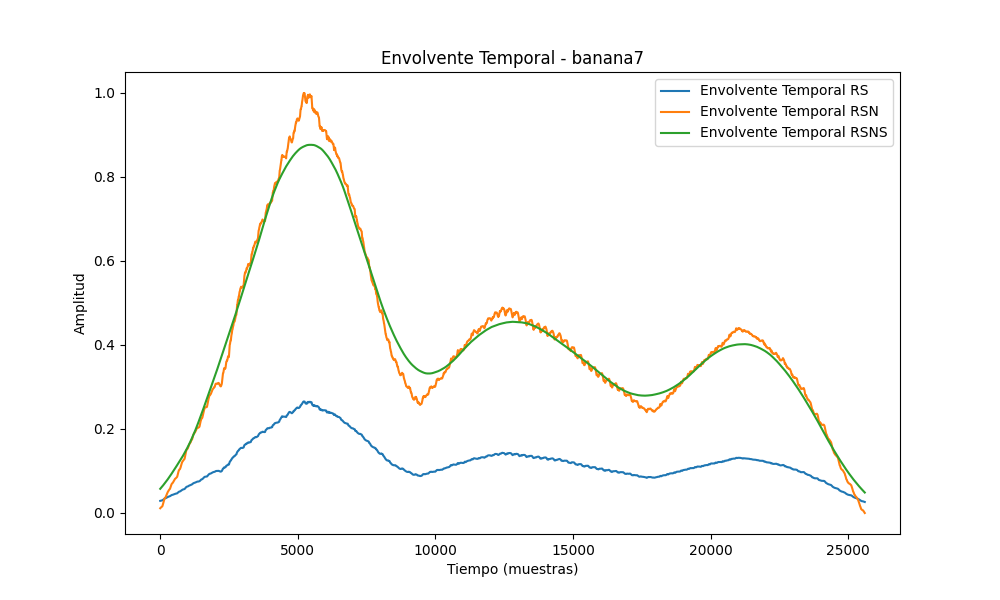 Envolvente Temporal - banana7
Envolvente Temporal RS
Envolvente Temporal RSN
Envolvente Temporal RSNS
Amplitud
1.0
0.8
0.6
0.4
0.2
0.0
0
5000
10000
15000
20000
25000
Tiempo (muestras)